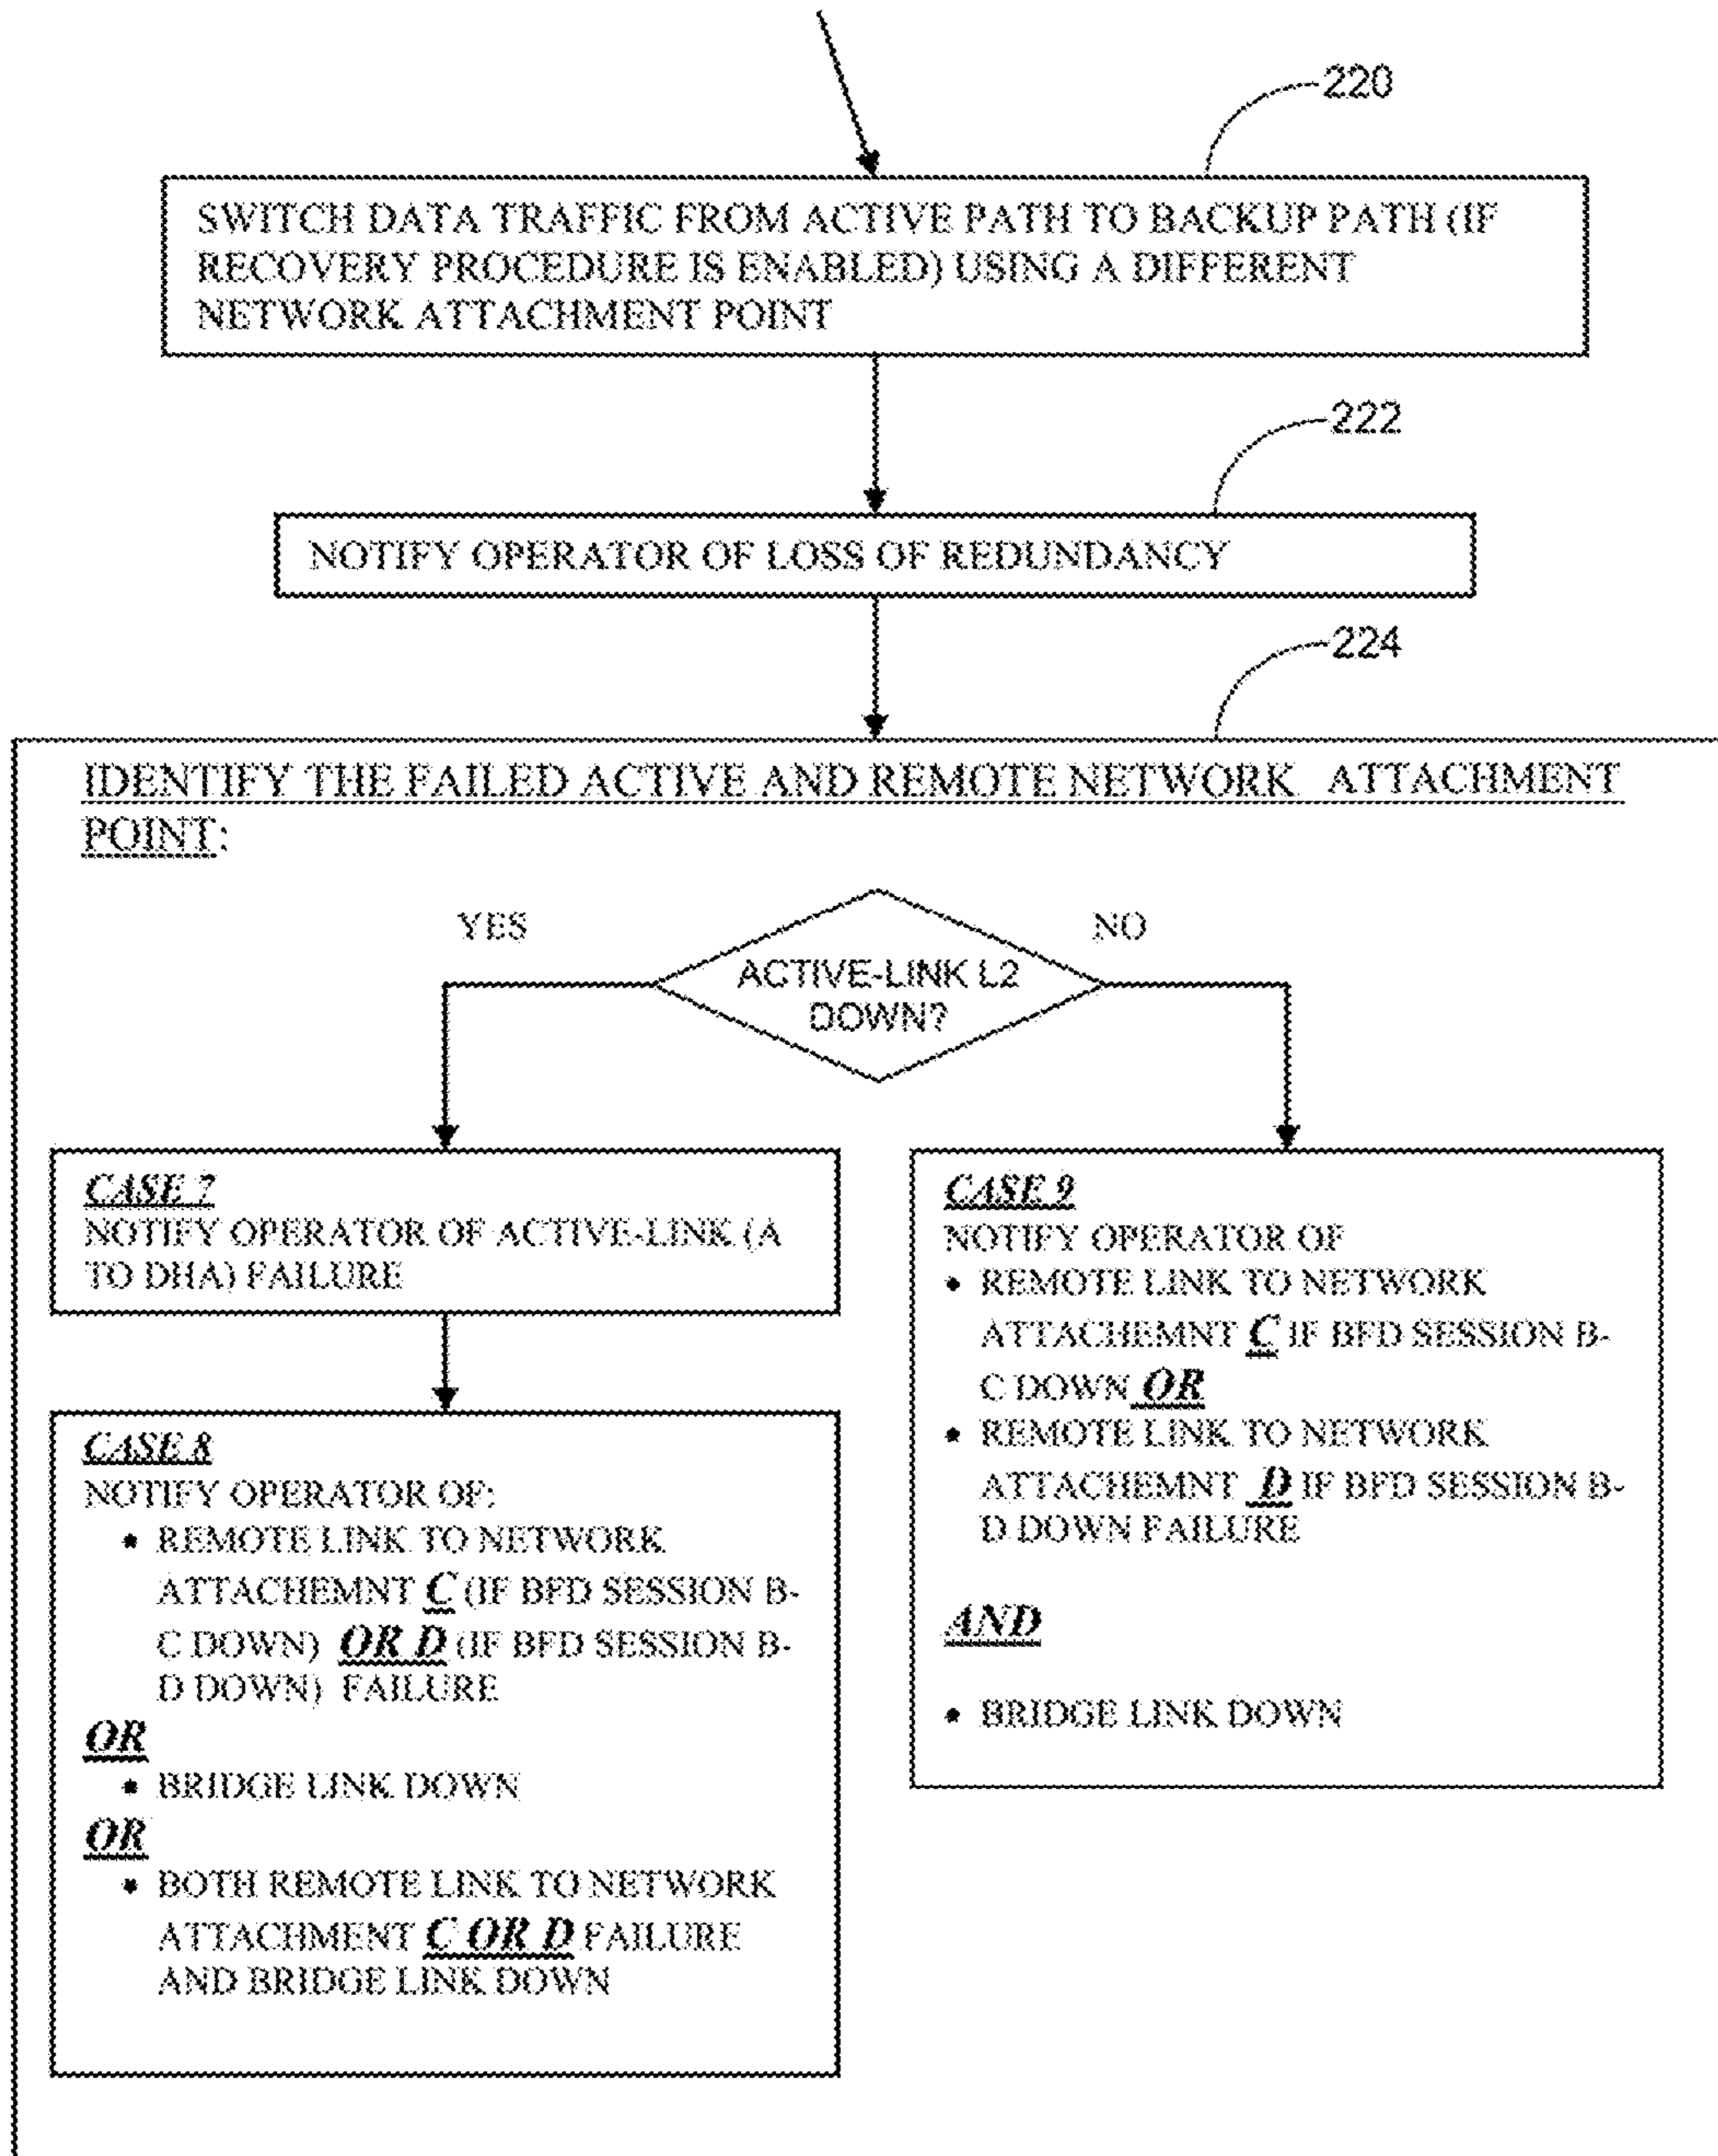 220
SWITCH DATA TRAFFIC FROM ACTIVE PATH TO BACKUP PATH (IF
RECOVERY PROCEDURE IS ENABLED) USING A DIFFERENT
NETWORK ATTACHMENT POINT
222
NOTIFY OPERATOR OF LOSS OF REDUNDANCY
224
IDENTIFY THE FAILED ACTIVE AND REMOTE NETWORK ATTACHMENT
POINT:
YES
NO
ACTIVE-LINK L2
DOWN?
CASE 7
NOTIFY OPERATOR OF ACTIVE-LINK (A
TO DHA) FAILURE
CASE 8
NOTIFY OPERATOR OF:
• REMOTE LINK TO NETWORK
ATTACHEMNT C (IF BFD SESSION B-
C DOWN) OR D (IF BFD SESSION B-
D DOWN) FAILURE
OR
• BRIDGE LINK DOWN
OR
• BOTH REMOTE LINK TO NETWORK
ATTACHMENT C OR D FAILURE
AND BRIDGE LINK DOWN
CASE 9
NOTIFY OPERATOR OF
• REMOTE LINK TO NETWORK
ATTACHEMNT C IF BFD SESSION B-
C DOWN OR
• REMOTE LINK TO NETWORK
ATTACHEMNT D IF BFD SESSION B-
D DOWN FAILURE
AND
• BRIDGE LINK DOWN